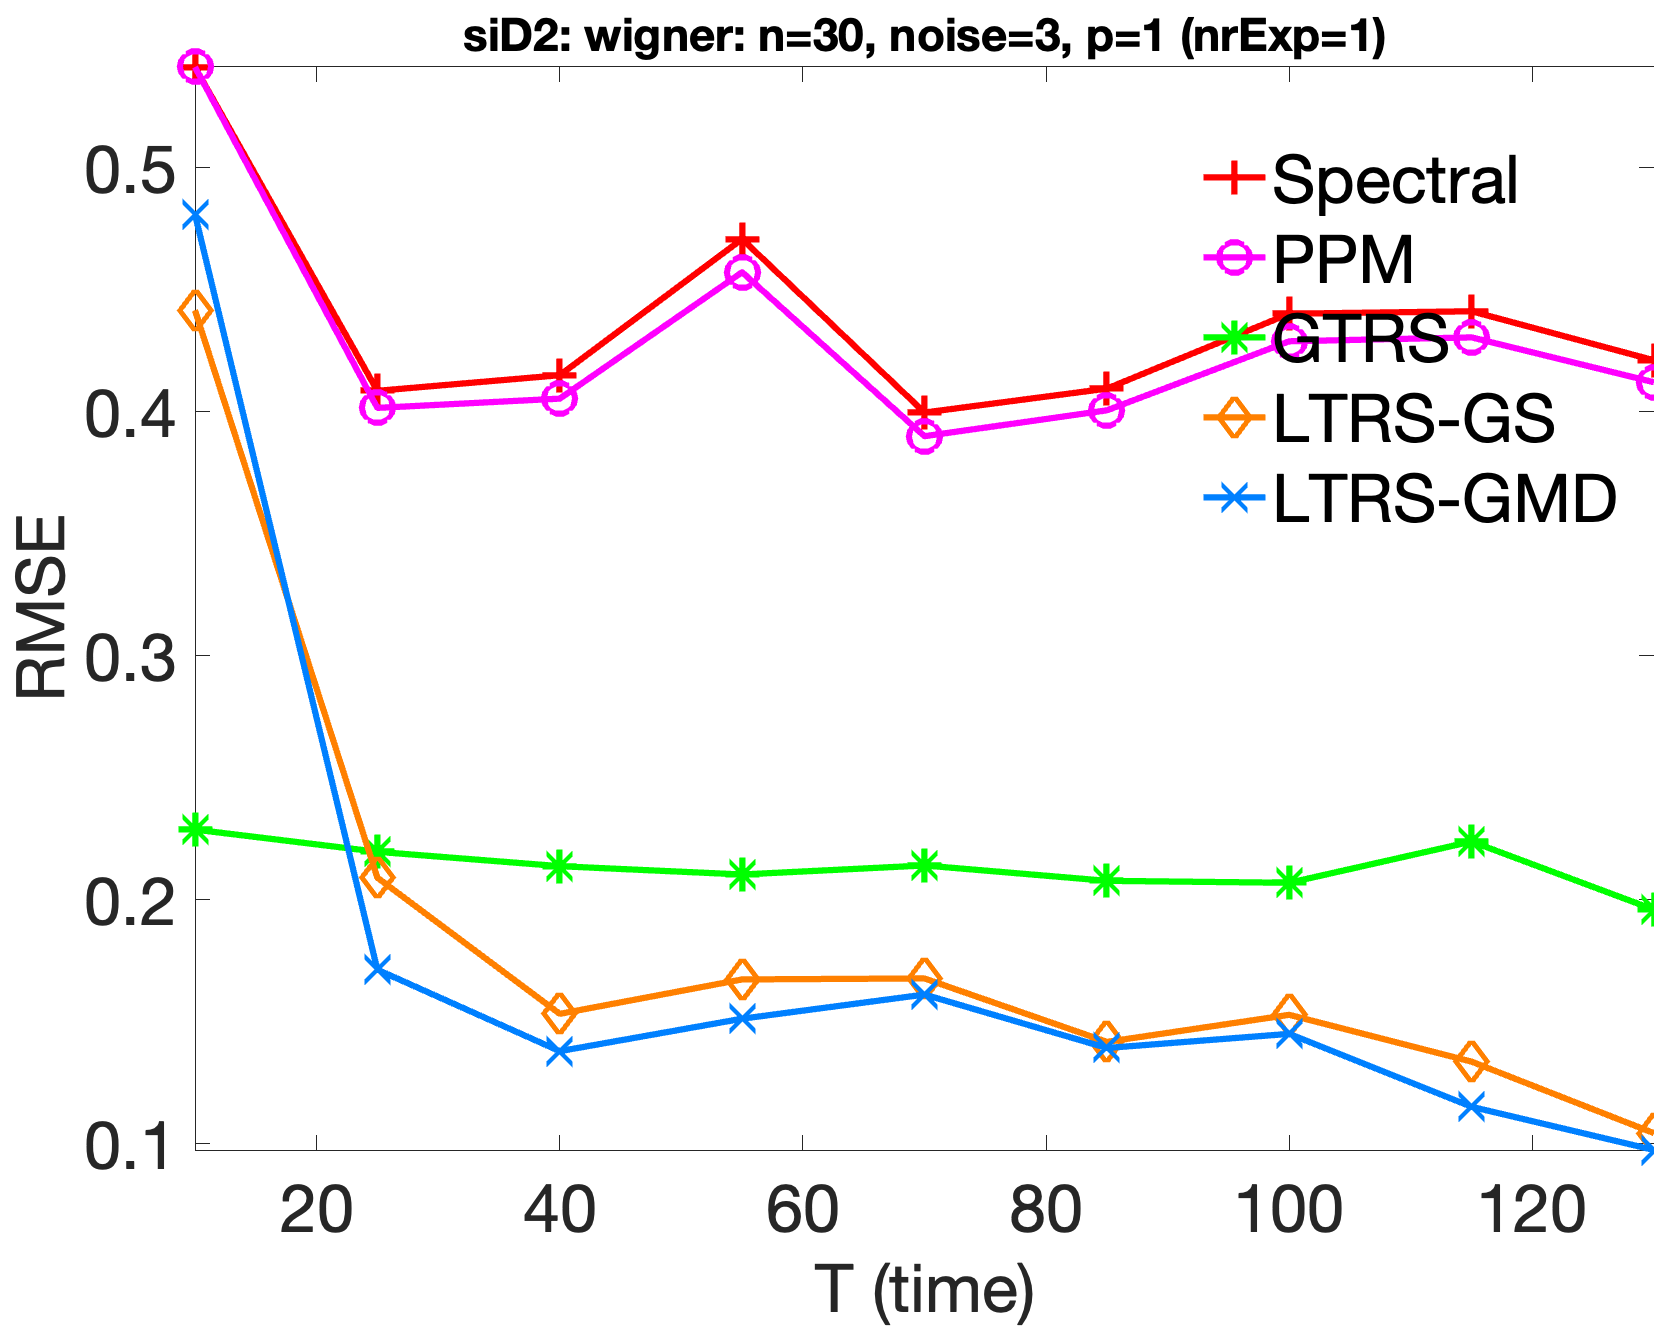 siD2: wigner: n=30, noise=3, p=1 (nrExp=1)
Spectral
PPM
GTRS
LTRS-GS
LTRS-GMD
RMSE
0.5
0.4
0.3
0.2
0.1
20 40 60 80 100 120
T (time)